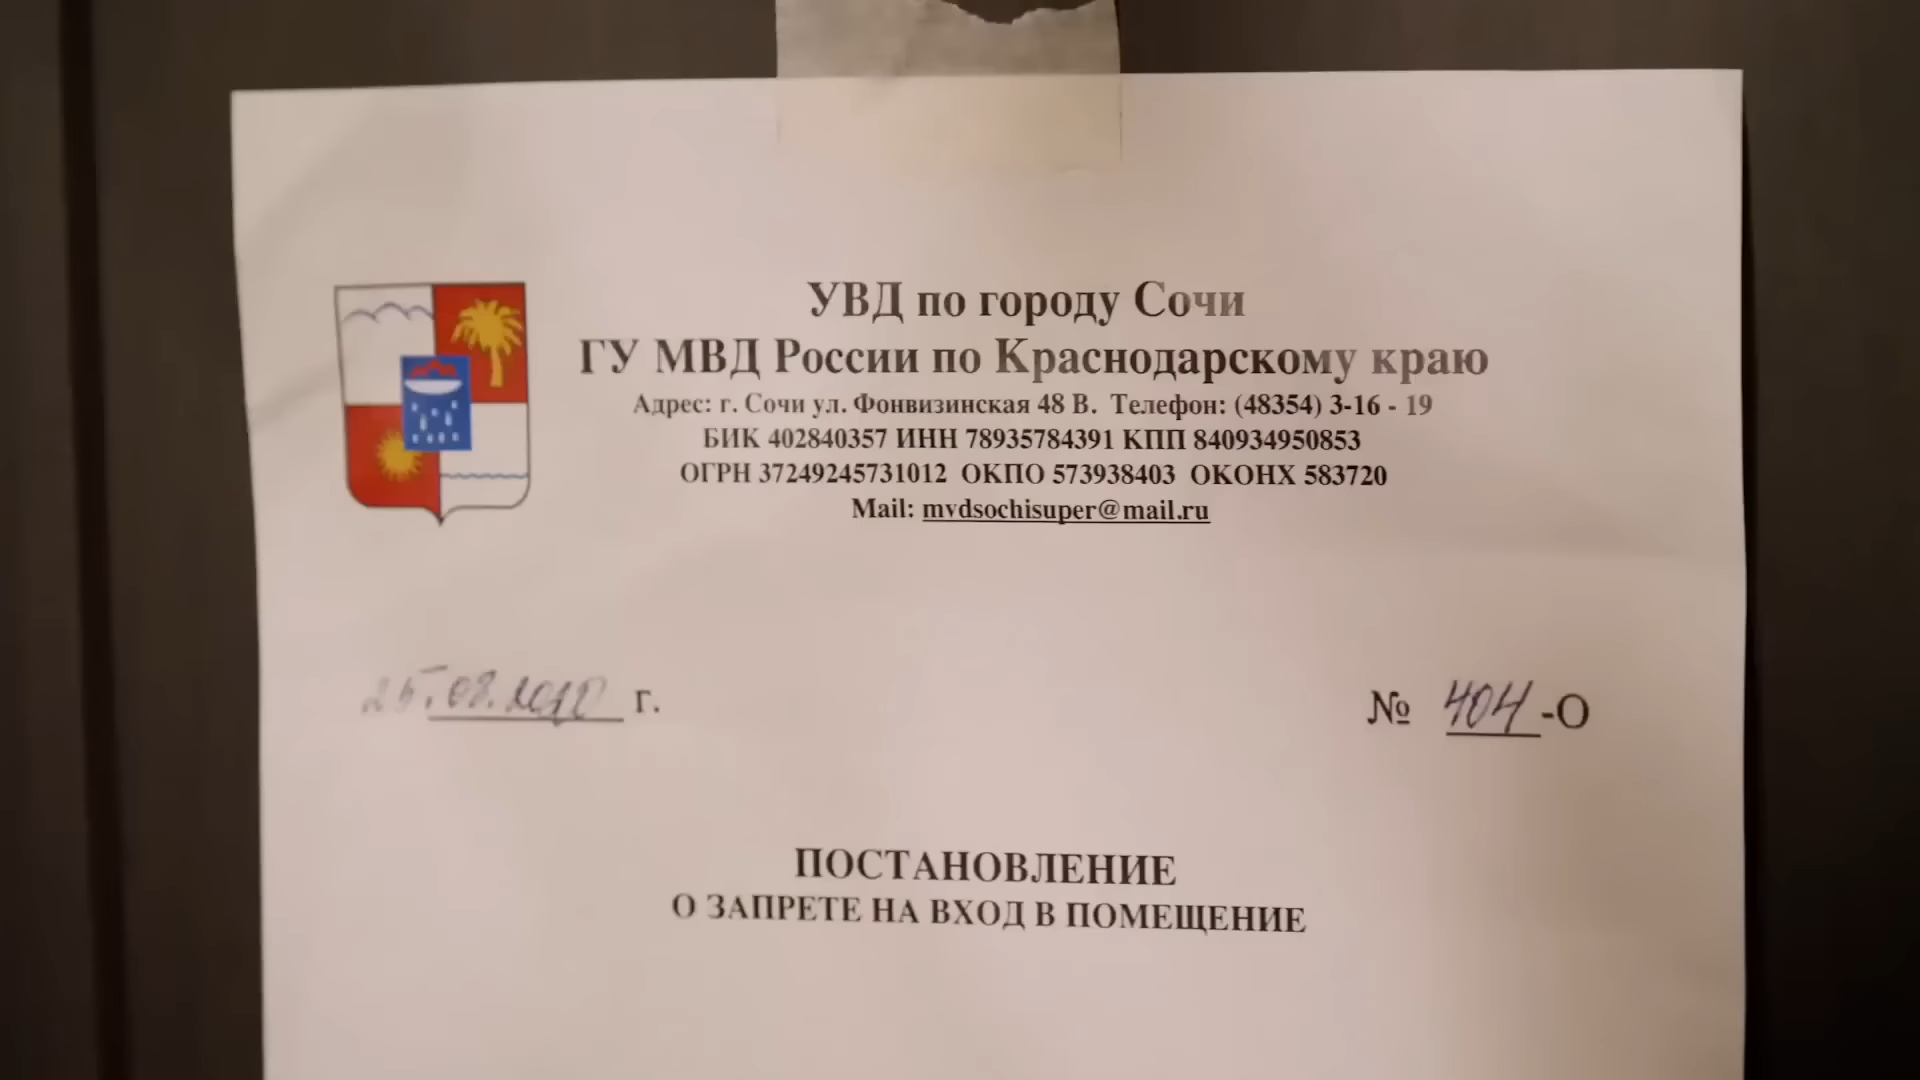 УВД по городу Сочи
ГУ МВД России по Краснодарскому краю
Адрес: г. Сочи ул. Фонвизинская 48 В. Телефон: (48354) 3-16 - 19
БИК 402840357 ИНН 78935784391 КПП 840934950853
ОГРН 37249245731012 ОКПО 573938403 ОКОНХ 583720
Mail: mvdsochisuper@mail.ru
г.
№ 404 -О
ПОСТАНОВЛЕНИЕ
О ЗАПРЕТЕ НА ВХОД В ПОМЕЩЕНИЕ